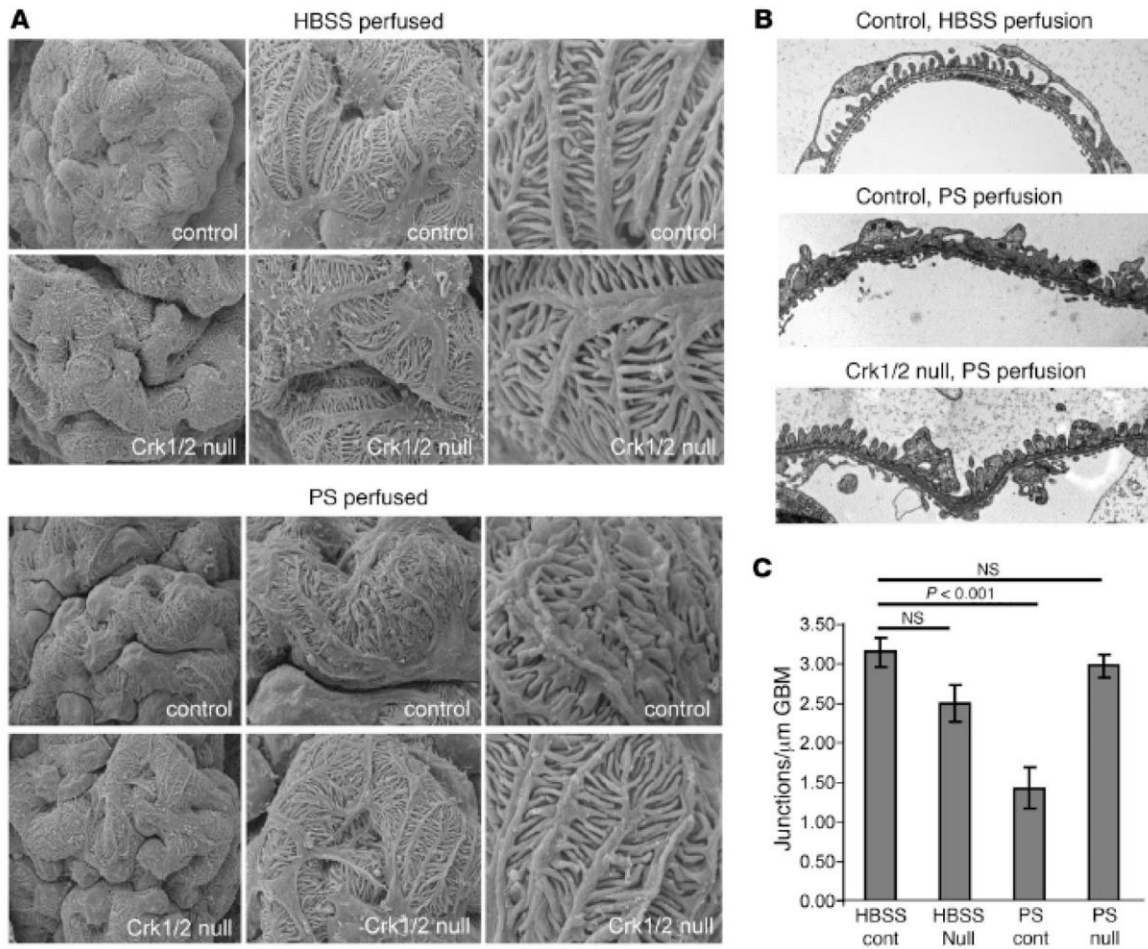 A
HBSS perfused
control
control
control
Crk1/2 null
Crk1/2 null
Crk1/2 null
PS perfused
control
control
control
Crk1/2 null
Crk1/2 null
Crk1/2 null
B
Control, HBSS perfusion
Control, PS perfusion
Crk1/2 null, PS perfusion
C
NS
P < 0.001
NS
Junctions/μm GBM
3.50
3.00
2.50
2.00
1.50
1.00
0.50
0.00
HBSS cont
HBSS Null
PS cont
PS null